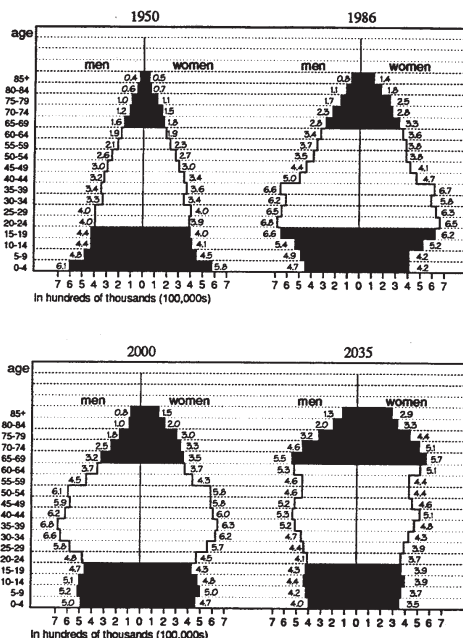 1950 1986
age
men women men women
85+ 0.4 0.5 0.8 1.4
80-84 0.6 0.7 1.1 1.8
75-79 1.0 1.1 1.7 2.5
70-74 1.2 1.5 2.3 2.8
65-69 1.6 1.8 2.8 3.3
60-64 1.9 1.9 3.4 3.6
55-59 2.1 2.3 3.7 3.8
50-54 2.6 2.7 3.5 3.8
45-49 3.0 3.0 4.4 4.1
40-44 3.2 3.4 5.0 4.7
35-39 3.4 3.6 6.6 6.7
30-34 3.3 3.4 6.2 5.8
25-29 4.0 4.0 6.5 6.3
20-24 4.0 3.9 6.8 6.5
15-19 4.4 4.0 6.6 6.2
10-14 4.4 4.1 5.4 5.2
5-9 4.8 4.5 4.9 4.2
0-4 6.1 5.8 4.7 4.2
7 6 5 4 3 2 1 0 1 2 3 4 5 6 7 7 6 5 4 3 2 1 0 1 2 3 4 5 6 7
In hundreds of thousands (100,000s)
2000 2035
age
men women men women
85+ 0.8 1.5 1.3 2.9
80-84 1.0 2.0 2.0 3.3
75-79 1.8 3.0 3.2 4.4
70-74 2.5 3.3 4.6 5.1
65-69 3.2 3.5 5.5 5.7
60-64 3.7 3.7 5.3 5.1
55-59 4.5 4.3 4.6 4.4
50-54 6.1 5.8 4.6 4.4
45-49 5.9 5.8 5.2 4.6
40-44 6.2 6.0 5.3 5.1
35-39 6.8 6.3 5.2 4.8
30-34 6.6 6.2 4.7 4.3
25-29 5.8 5.7 4.4 3.9
20-24 4.8 4.5 4.1 3.7
15-19 4.7 4.3 4.3 3.9
10-14 5.1 4.8 4.4 3.9
5-9 5.2 5.0 4.2 3.7
0-4 5.0 4.7 4.0 3.5
7 6 5 4 3 2 1 0 1 2 3 4 5 6 7 7 6 5 4 3 2 1 0 1 2 3 4 5 6 7
In hundreds of thousands (100,000s)